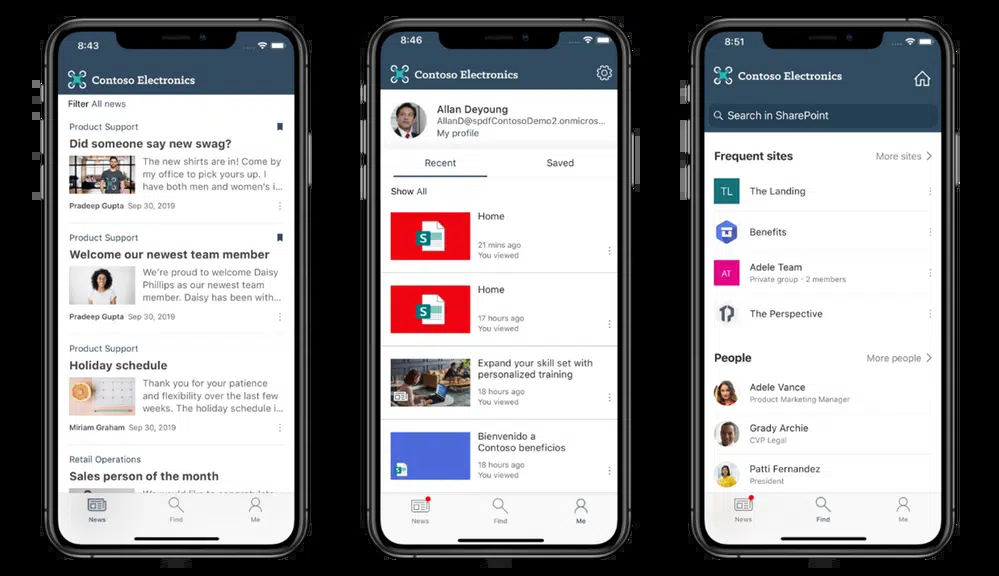 8:43
Contoso Electronics
Filter All news
Product Support
Did someone say new swag?
The new shirts are in! Come by
my office to pick yours up. I
have both men and women's i...
Pradeep Gupta Sep 30, 2019
Product Support
Welcome our newest team member
We're proud to welcome Daisy
Phillips as our newest team
member. Daisy has been with...
Pradeep Gupta Sep 30, 2019
Product Support
Holiday schedule
Thank you for your patience
and flexibility over the last few
weeks. The holiday schedule i...
Miriam Graham Sep 30, 2019
Retail Operations
Sales person of the month
News
Find
Me
8:46
Contoso Electronics
Allan Deyoung
AllanD@spdfContosoDemo2.onmicros...
My profile
Recent
Saved
Show All
S
Home
21 mins ago
You viewed
S
Home
17 hours ago
You viewed
Expand your skill set with
personalized training
18 hours ago
You viewed
Bienvenido a
Contoso beneficios
18 hours ago
You viewed
News
Find
Me
8:51
Contoso Electronics
Search in SharePoint
Frequent sites
More sites
TL
The Landing
Benefits
AT
Adele Team
Private group · 2 members
The Perspective
People
More people
Adele Vance
Product Marketing Manager
Grady Archie
CVP Legal
Patti Fernandez
President
News
Find
Me